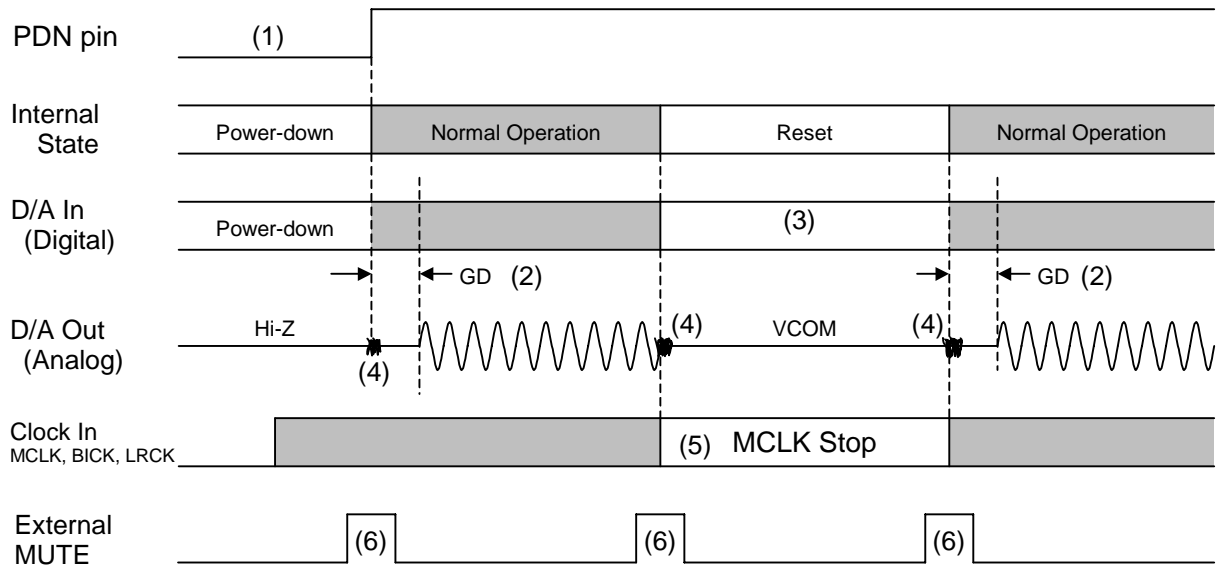 PDN pin
(1)
Internal
State
Power-down
Normal Operation
Reset
Normal Operation
D/A In
(Digital)
Power-down
(3)
GD (2)
GD (2)
D/A Out
(Analog)
Hi-Z
(4)
(4)
VCOM
(4)
Clock In
MCLK, BICK, LRCK
(5) MCLK Stop
External
MUTE
(6)
(6)
(6)